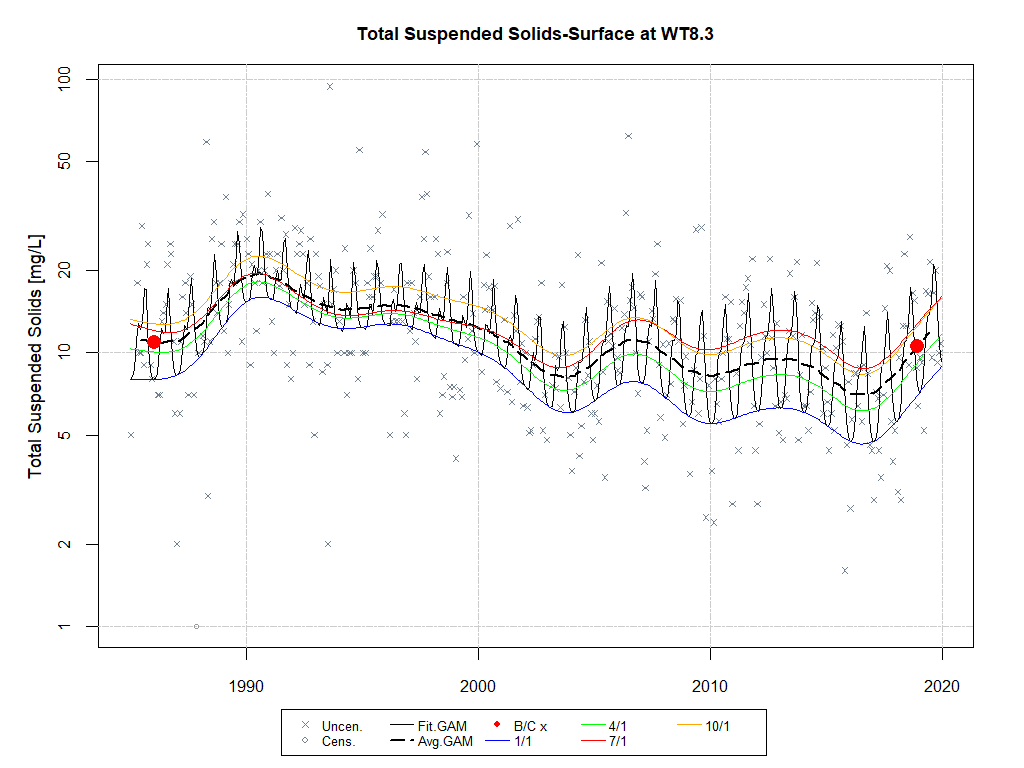 Total Suspended Solids-Surface at WT8.3
Total Suspended Solids [mg/L]
100
50
20
10
5
2
1
1990 2000 2010 2020
Uncen. Fit.GAM B/C x 4/1 10/1
Cens. Avg.GAM 1/1 7/1